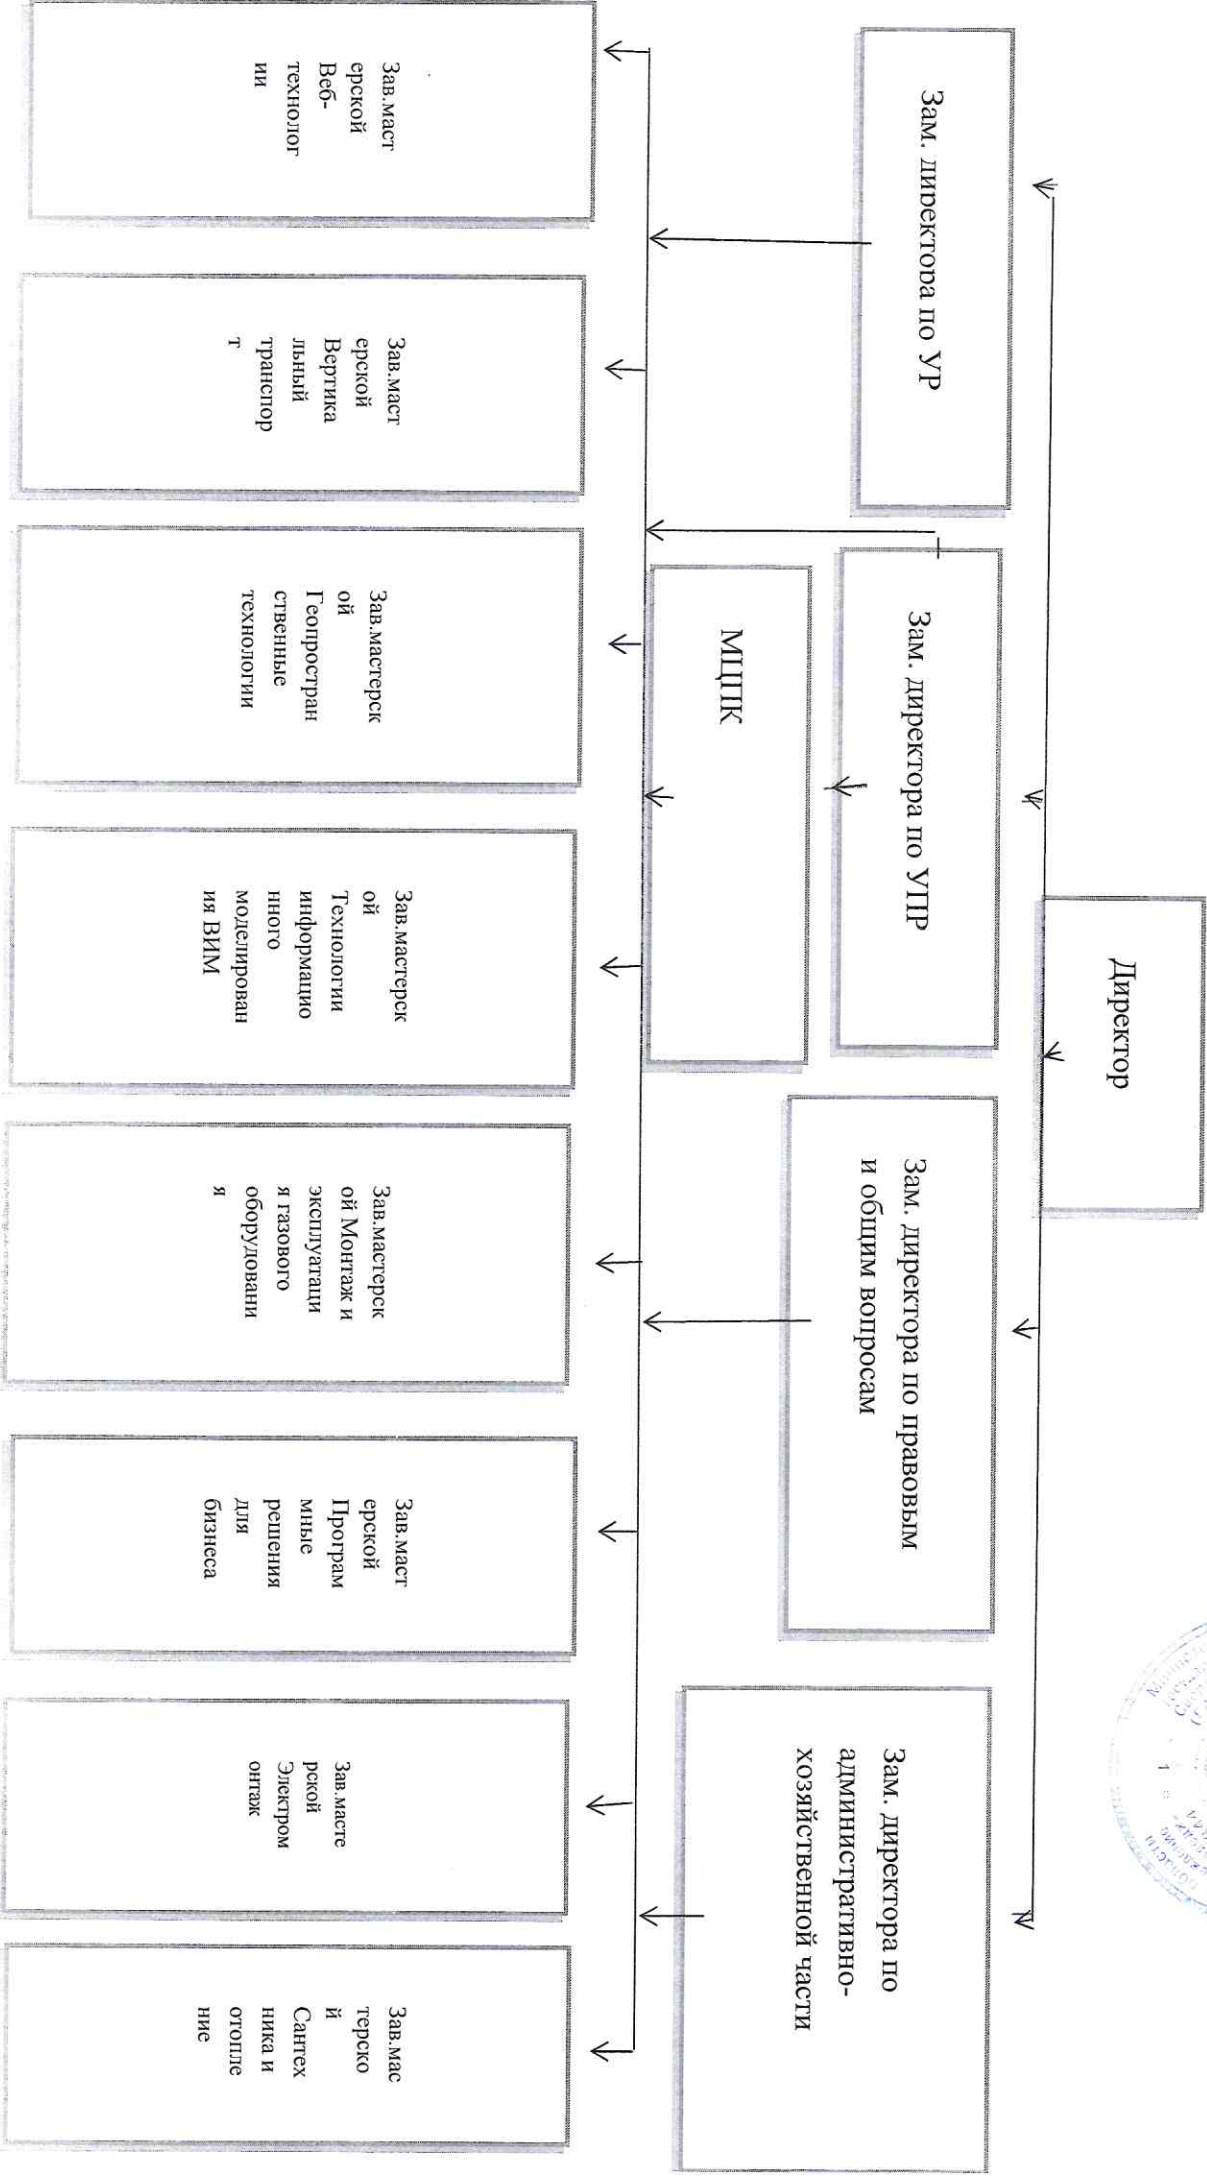 Директор
Зам. директора по УР
Зам. директора по УПР
Зам. директора по правовым
и общим вопросам
Зам. директора по
административно-
хозяйственной части
МЦПК
Зав.маст
ерской
Веб-
технолог
ии
Зав.маст
ерской
Вертика
льный
транспор
т
Зав.мастерск
ой
Геопростран
ственные
технологии
Зав.мастерск
ой
Технологии
информацио
нного
моделирован
ия ВИМ
Зав.мастерск
ой Монтаж и
эксплуатаци
я газового
оборудовани
я
Зав.маст
ерской
Програм
мные
решения
для
бизнеса
Зав.масте
рской
Электром
онтаж
Зав.мас
терско
й
Сантех
ника и
отопле
ние